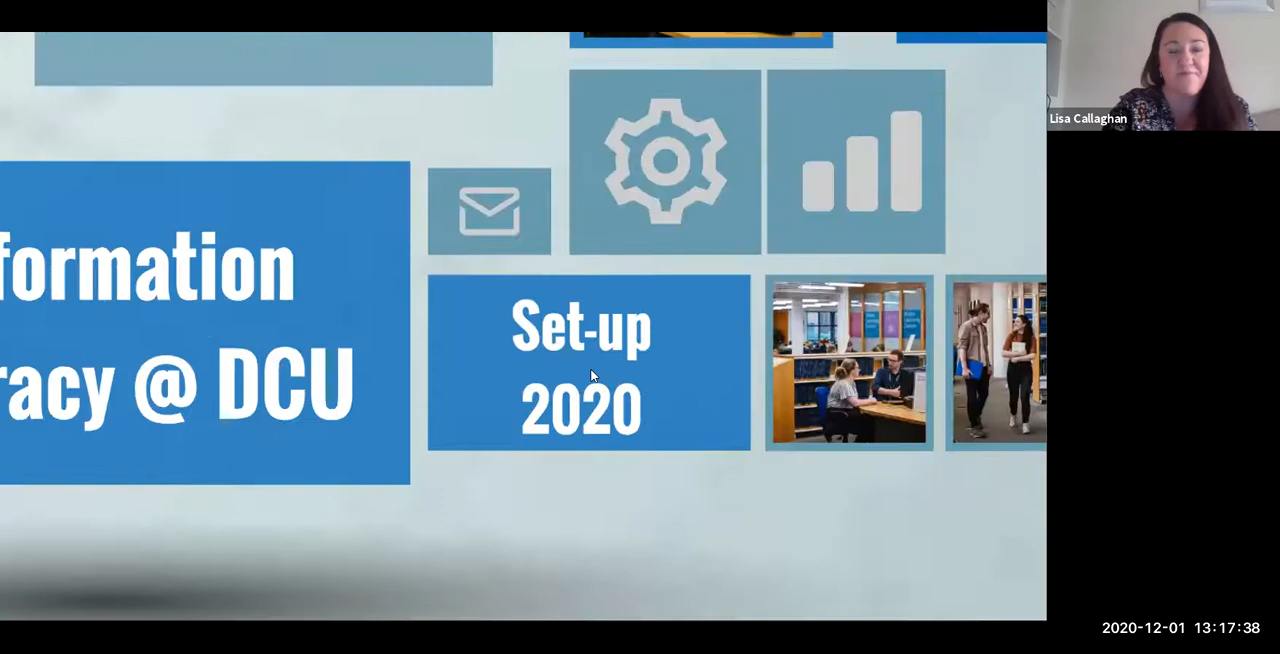 formation
racy @ DCU
Set-up
2020
Lisa Callaghan
2020-12-01 13:17:38